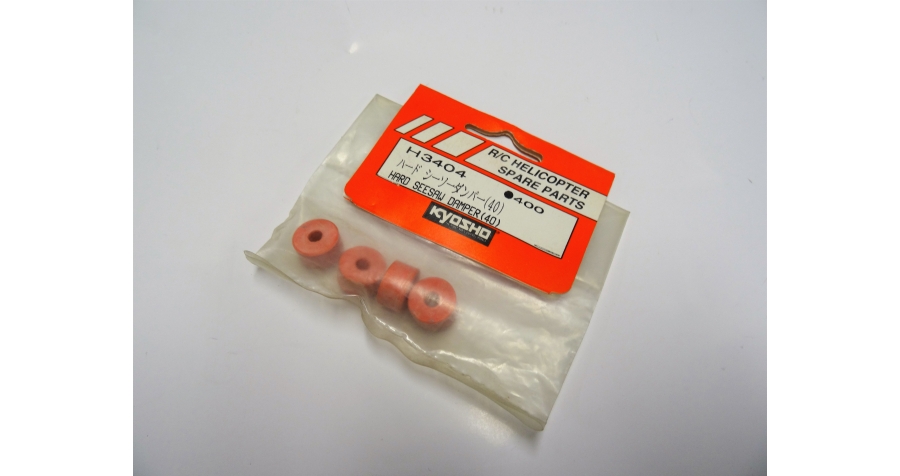 R/C HELICOPTER
SPARE PARTS
H3404 ●400
ハード シーソーダンパー(40)
HARD SEESAW DAMPER(40)
KYOSHO